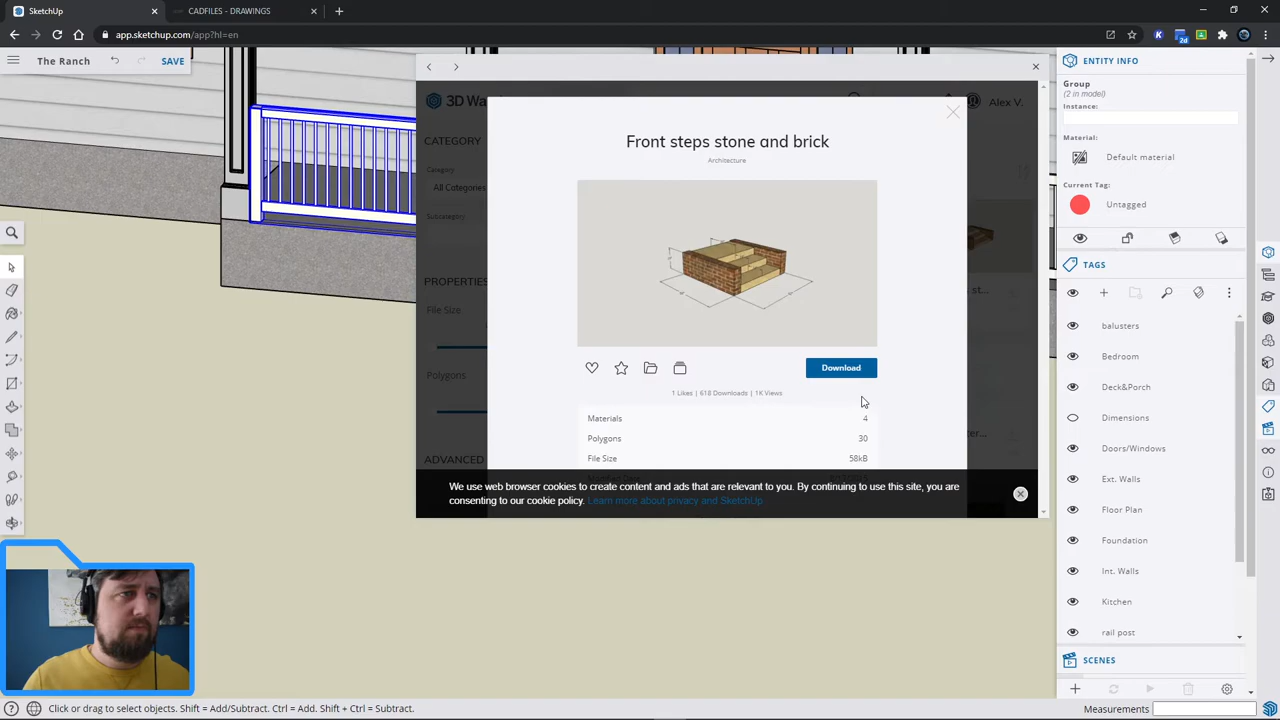 SketchUp
CADFILES - DRAWINGS
app.sketchup.com/app?hl=en
The Ranch
SAVE
3D Wa
Alex V.
CATEGORY
Category
All Categories
Subcategory
PROPERTIES
File Size
Polygons
ADVANCED
Front steps stone and brick
Architecture
Download
1 Likes | 618 Downloads | 1K Views
Materials 4
Polygons 30
File Size 58kB
We use web browser cookies to create content and ads that are relevant to you. By continuing to use this site, you are
consenting to our cookie policy. Learn more about privacy and SketchUp
ENTITY INFO
Group
(2 in model)
Instance:
Material:
Default material
Current Tag:
Untagged
TAGS
balusters
Bedroom
Deck&Porch
Dimensions
Doors/Windows
Ext. Walls
Floor Plan
Foundation
Int. Walls
Kitchen
rail post
SCENES
Click or drag to select objects. Shift = Add/Subtract. Ctrl = Add. Shift + Ctrl = Subtract.
Measurements